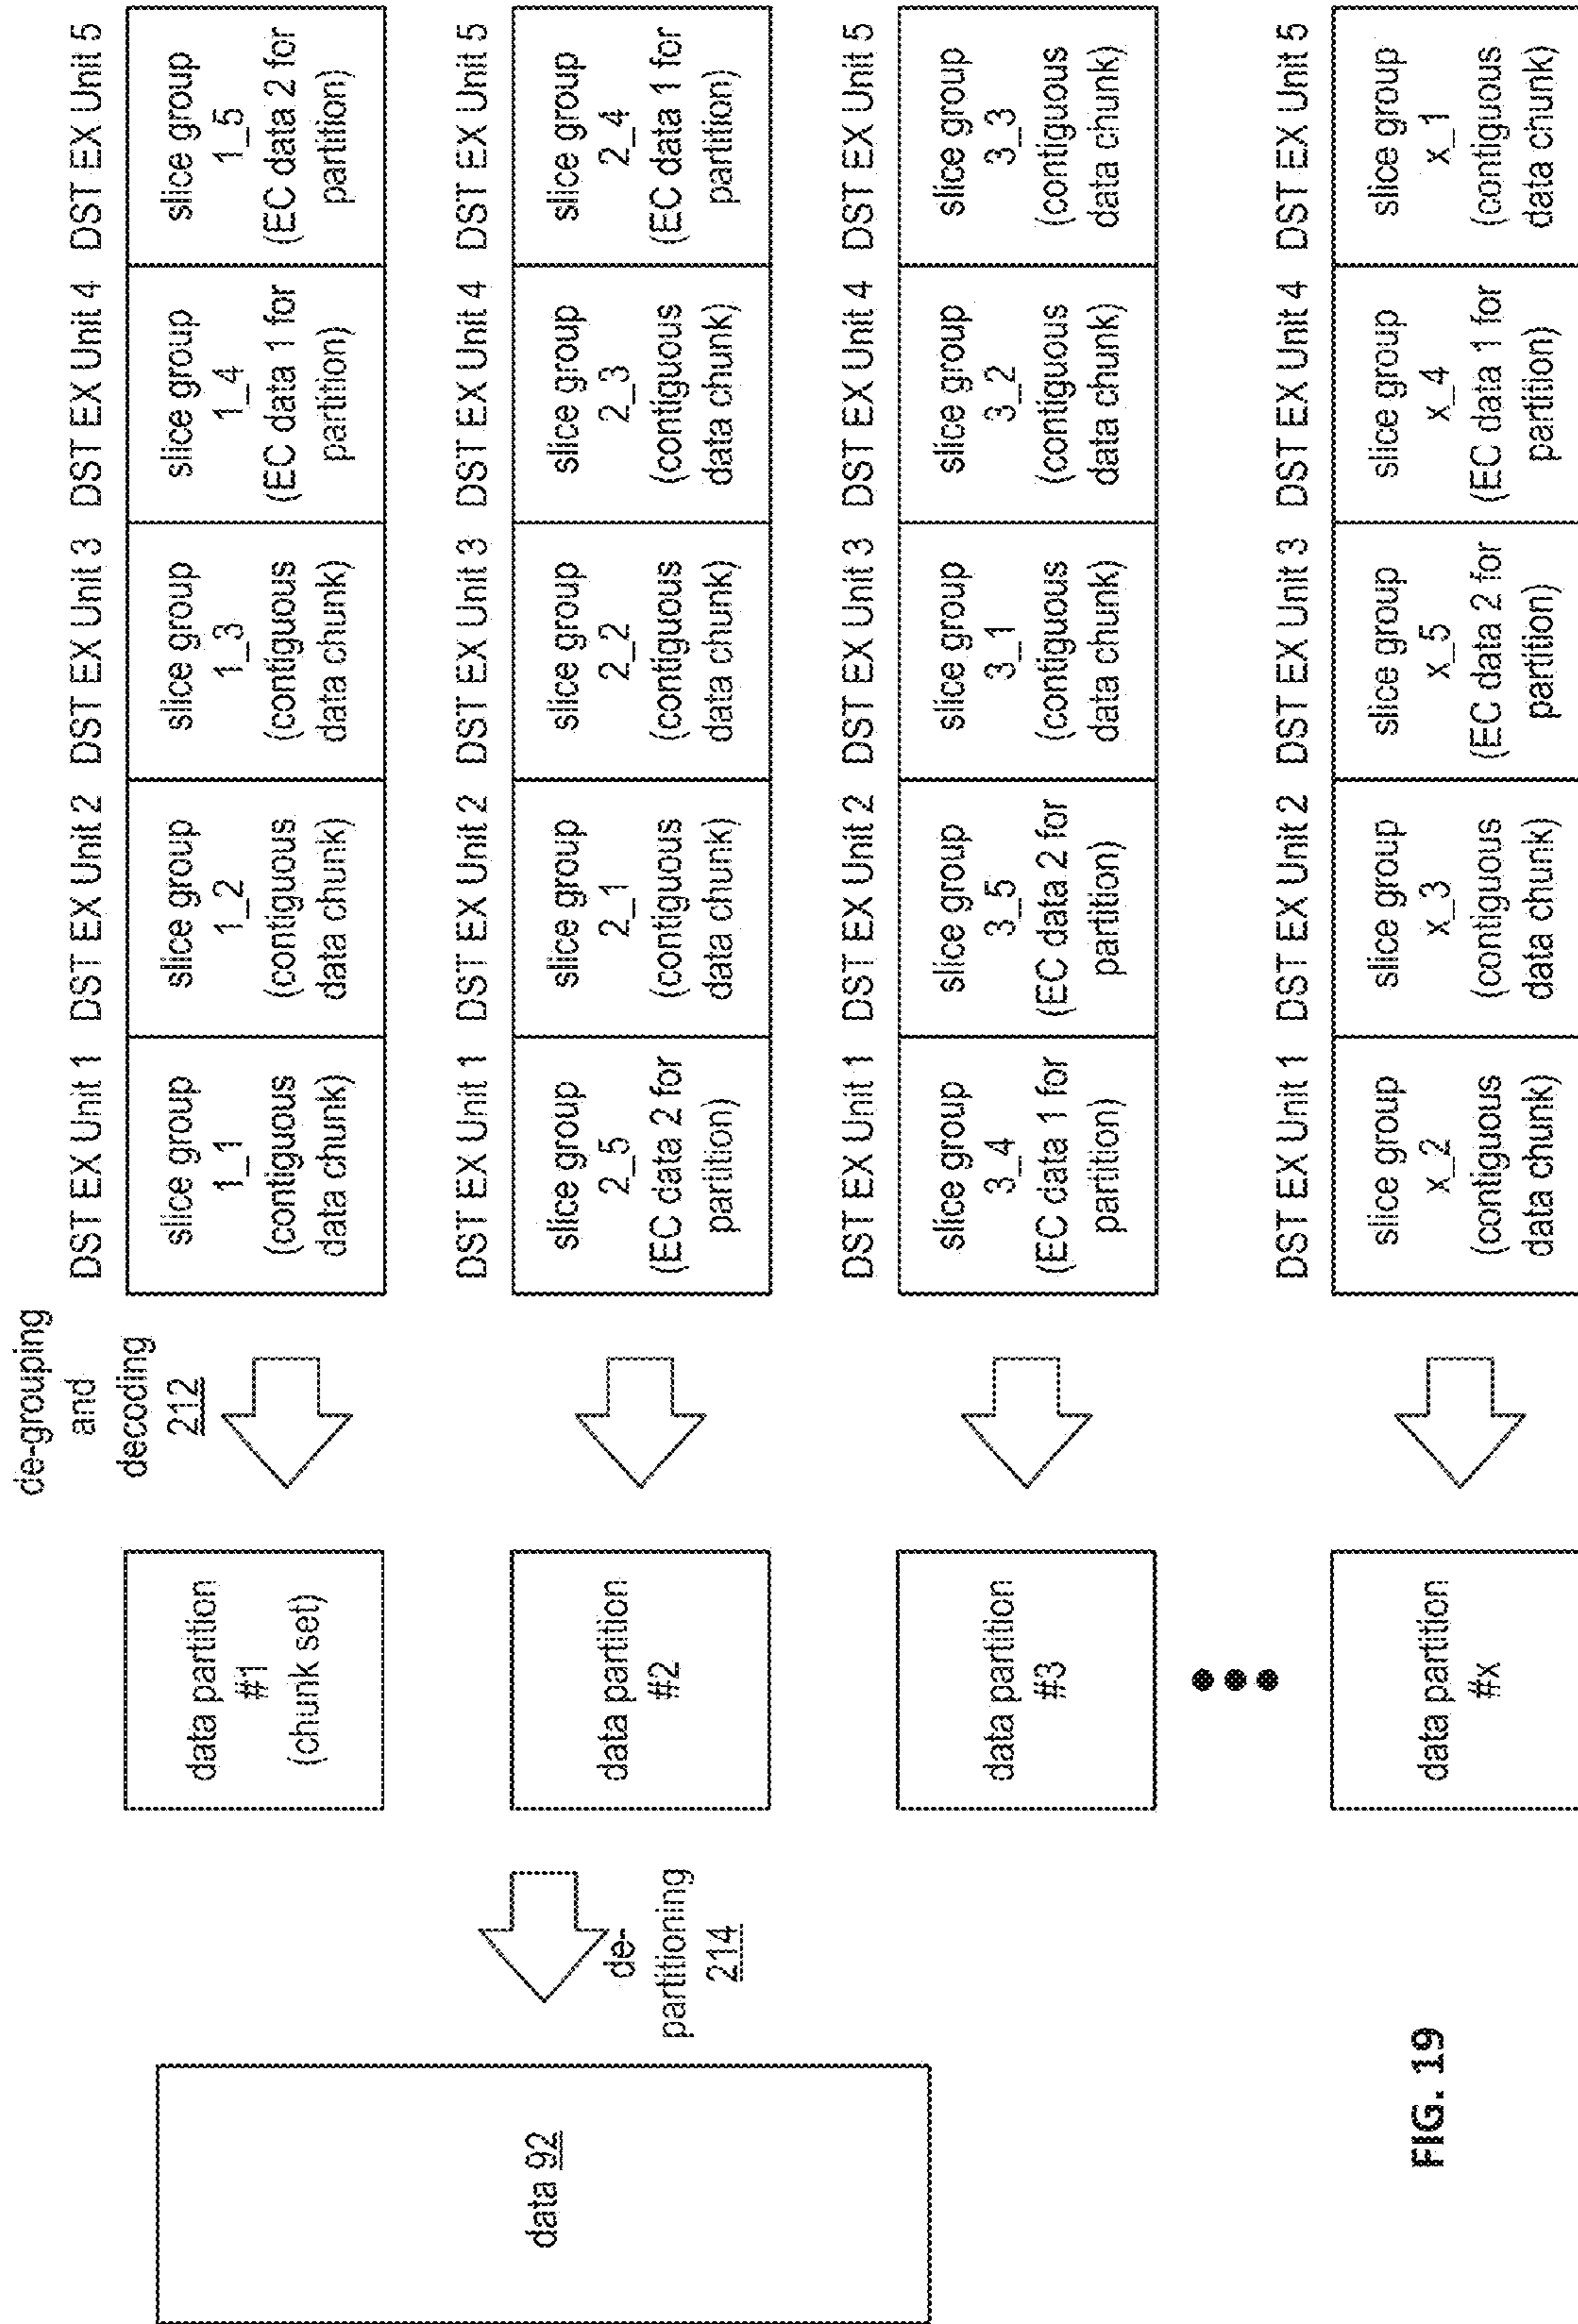 data 92
de-
partitioning
214
data partition
#1
(chunk set)
data partition
#2
data partition
#3
data partition
#x
de-grouping
and
decoding
212
DST EX Unit 1 DST EX Unit 2 DST EX Unit 3 DST EX Unit 4 DST EX Unit 5
slice group
1_1
(contiguous
data chunk)
slice group
1_2
(contiguous
data chunk)
slice group
1_3
(contiguous
data chunk)
slice group
1_4
(EC data 1 for
partition)
slice group
1_5
(EC data 2 for
partition)
DST EX Unit 1 DST EX Unit 2 DST EX Unit 3 DST EX Unit 4 DST EX Unit 5
slice group
2_5
(EC data 2 for
partition)
slice group
2_1
(contiguous
data chunk)
slice group
2_2
(contiguous
data chunk)
slice group
2_3
(contiguous
data chunk)
slice group
2_4
(EC data 1 for
partition)
DST EX Unit 1 DST EX Unit 2 DST EX Unit 3 DST EX Unit 4 DST EX Unit 5
slice group
3_4
(EC data 1 for
partition)
slice group
3_5
(EC data 2 for
partition)
slice group
3_1
(contiguous
data chunk)
slice group
3_2
(contiguous
data chunk)
slice group
3_3
(contiguous
data chunk)
DST EX Unit 1 DST EX Unit 2 DST EX Unit 3 DST EX Unit 4 DST EX Unit 5
slice group
x_2
(contiguous
data chunk)
slice group
x_3
(contiguous
data chunk)
slice group
x_5
(EC data 2 for
partition)
slice group
x_4
(EC data 1 for
partition)
slice group
x_1
(contiguous
data chunk)
FIG. 19